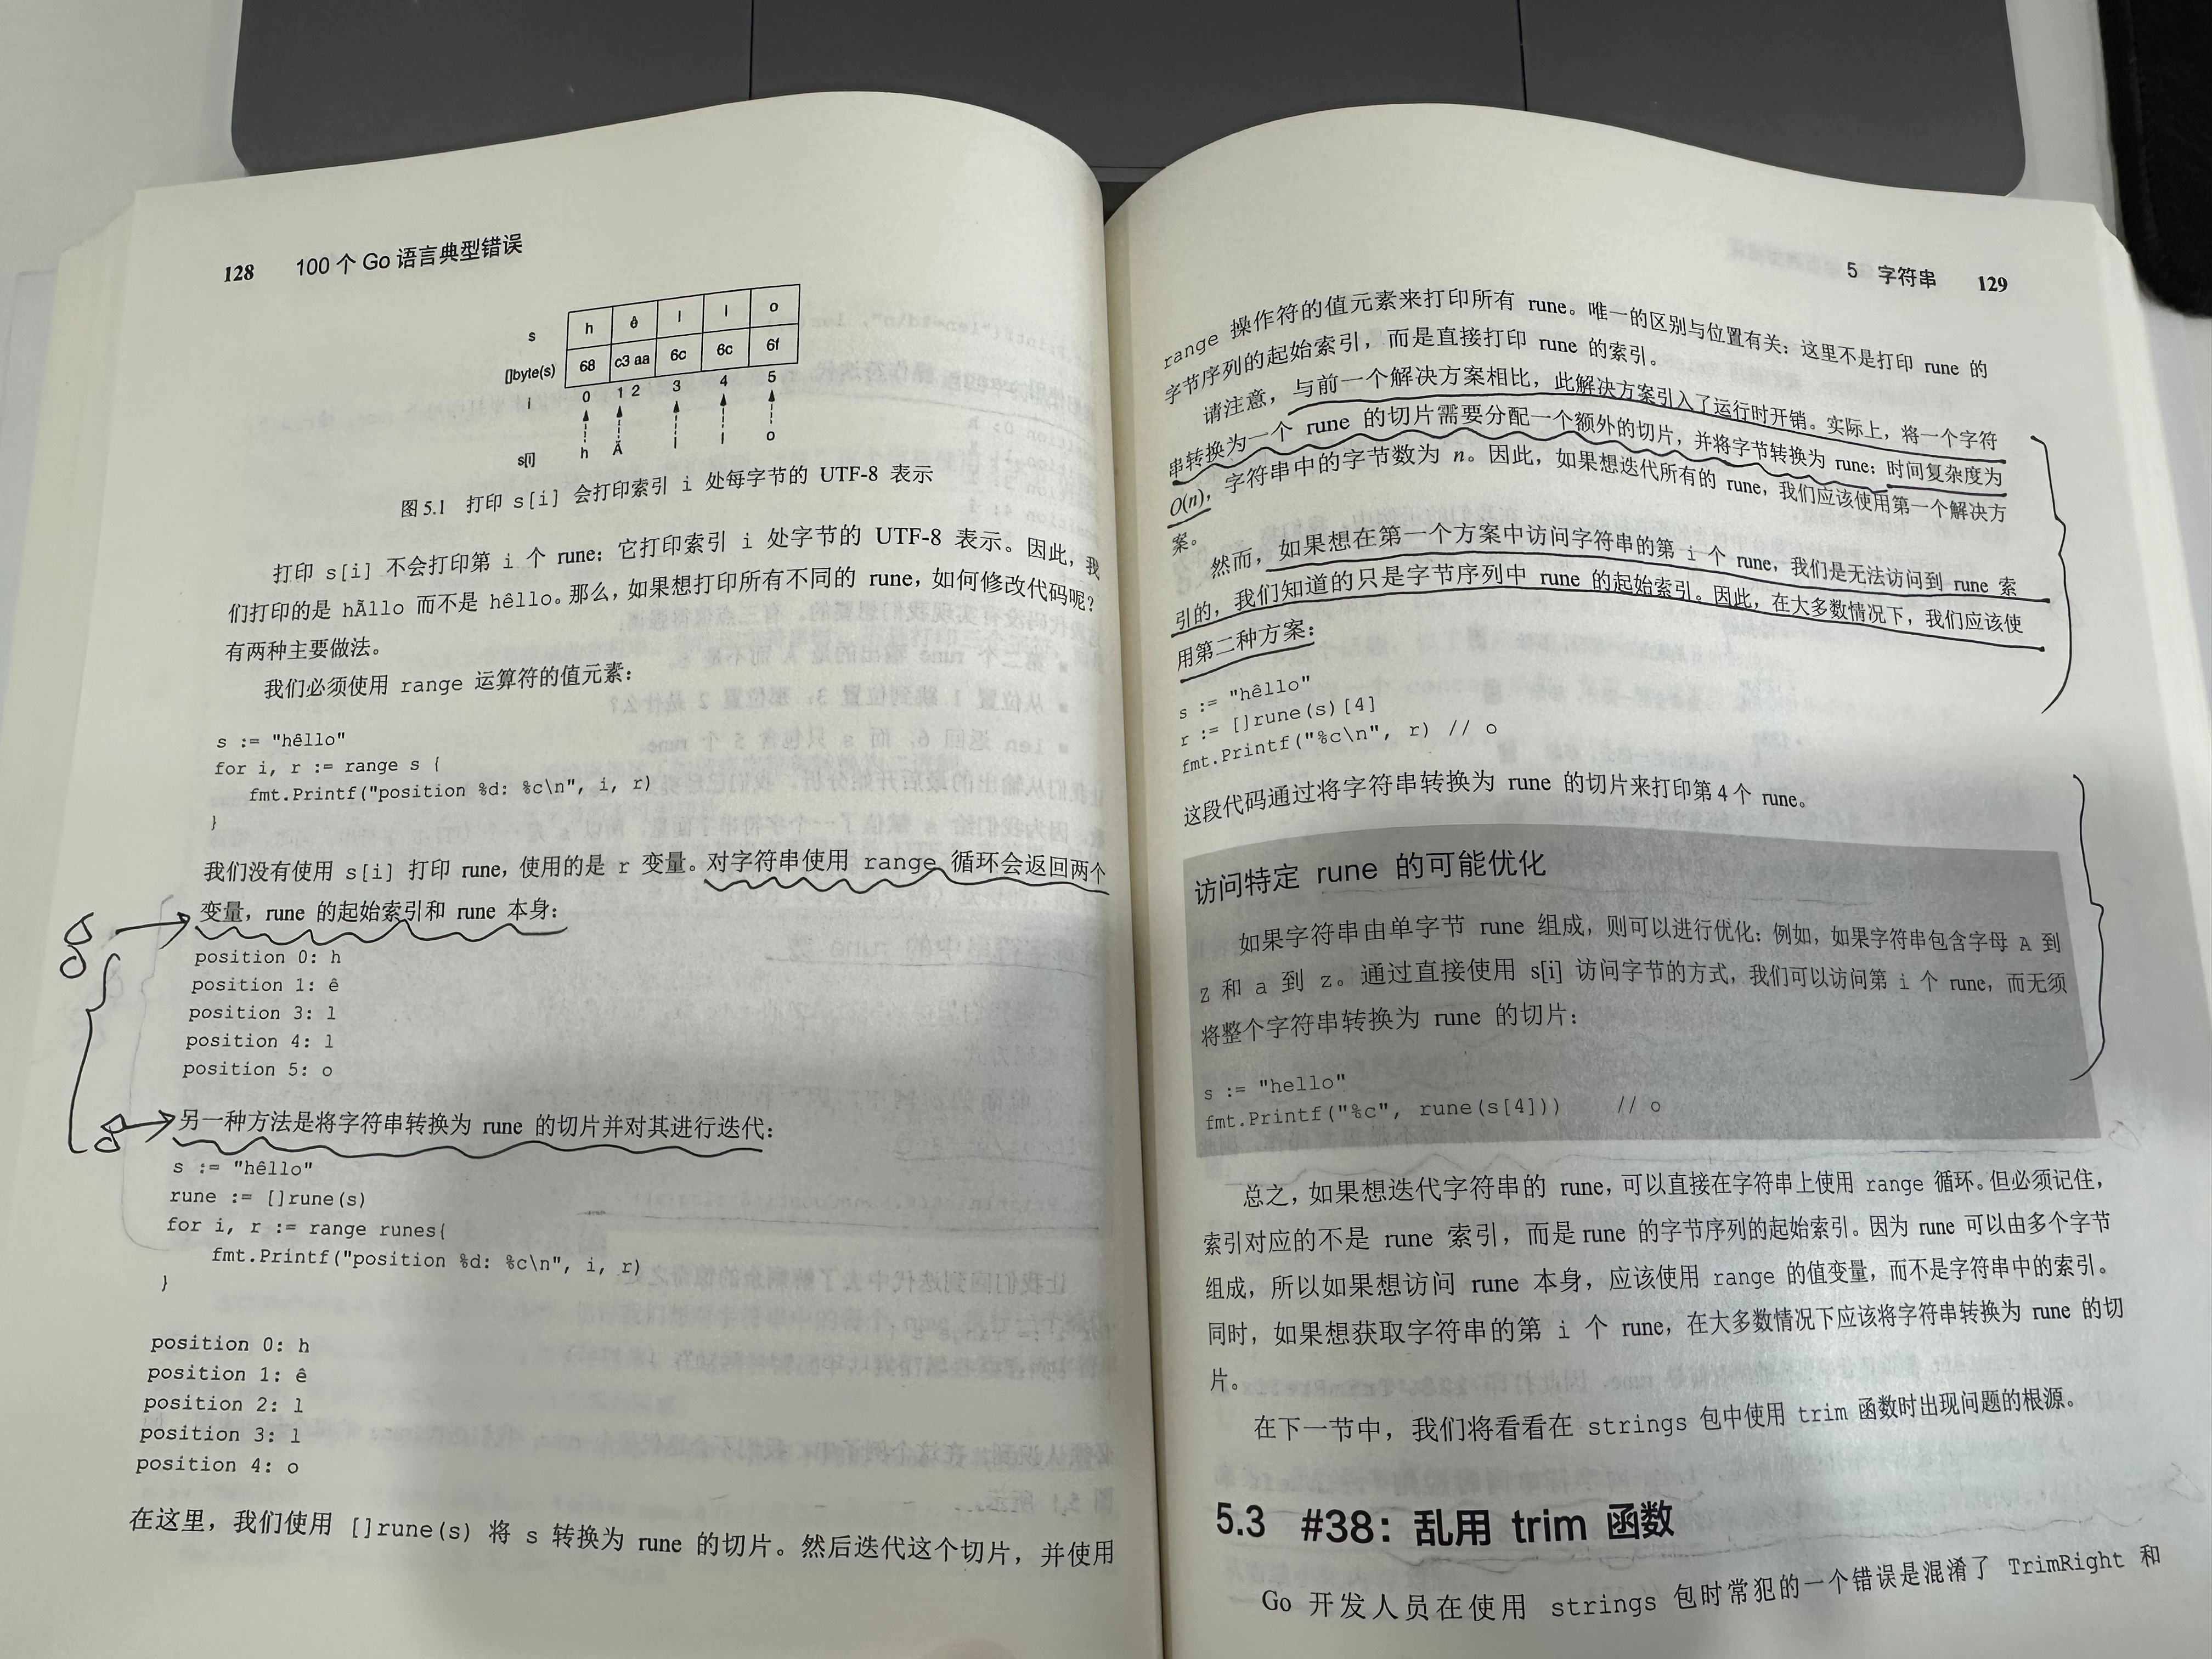 128 100 个 Go 语言典型错误
s h ê l l o
[]byte(s) 68 c3 aa 6c 6c 6f
i 0 1 2 3 4 5
s[i] h Ã l l o
图 5.1 打印 s[i] 会打印索引 i 处每字节的 UTF-8 表示
打印 s[i] 不会打印第 i 个 rune；它打印索引 i 处字节的 UTF-8 表示。因此，我
们打印的是 hÃllo 而不是 hêllo。那么，如果想打印所有不同的 rune，如何修改代码呢？
有两种主要做法。
我们必须使用 range 运算符的值元素：
s := "hêllo"
for i, r := range s {
fmt.Printf("position %d: %c\n", i, r)
}
我们没有使用 s[i] 打印 rune，使用的是 r 变量。对字符串使用 range 循环会返回两个
变量，rune 的起始索引和 rune 本身：
position 0: h
position 1: ê
position 3: l
position 4: l
position 5: o
另一种方法是将字符串转换为 rune 的切片并对其进行迭代：
s := "hêllo"
rune := []rune(s)
for i, r := range runes{
fmt.Printf("position %d: %c\n", i, r)
}
position 0: h
position 1: ê
position 2: l
position 3: l
position 4: o
在这里，我们使用 []rune(s) 将 s 转换为 rune 的切片。然后迭代这个切片，并使用
5 字符串 129
range 操作符的值元素来打印所有 rune。唯一的区别与位置有关：这里不是打印 rune 的
字节序列的起始索引，而是直接打印 rune 的索引。
请注意，与前一个解决方案相比，此解决方案引入了运行时开销。实际上，将一个字符
串转换为一个 rune 的切片需要分配一个额外的切片，并将字节转换为 rune；时间复杂度为
O(n)，字符串中的字节数为 n。因此，如果想迭代所有的 rune，我们应该使用第一个解决方
案。
然而，如果想在第一个方案中访问字符串的第 i 个 rune，我们是无法访问到 rune 索
引的，我们知道的只是字节序列中 rune 的起始索引。因此，在大多数情况下，我们应该使
用第二种方案：
s := "hêllo"
r := []rune(s)[4]
fmt.Printf("%c\n", r) // o
这段代码通过将字符串转换为 rune 的切片来打印第 4 个 rune。
访问特定 rune 的可能优化
如果字符串由单字节 rune 组成，则可以进行优化；例如，如果字符串包含字母 A 到
Z 和 a 到 z。通过直接使用 s[i] 访问字节的方式，我们可以访问第 i 个 rune，而无须
将整个字符串转换为 rune 的切片：
s := "hello"
fmt.Printf("%c", rune(s[4])) // o
总之，如果想迭代字符串的 rune，可以直接在字符串上使用 range 循环。但必须记住，
索引对应的不是 rune 索引，而是 rune 的字节序列的起始索引。因为 rune 可以由多个字节
组成，所以如果想访问 rune 本身，应该使用 range 的值变量，而不是字符串中的索引。
同时，如果想获取字符串的第 i 个 rune，在大多数情况下应该将字符串转换为 rune 的切
片。
在下一节中，我们将看看在 strings 包中使用 trim 函数时出现问题的根源。
5.3 #38：乱用 trim 函数
Go 开发人员在使用 strings 包时常犯的一个错误是混淆了 TrimRight 和